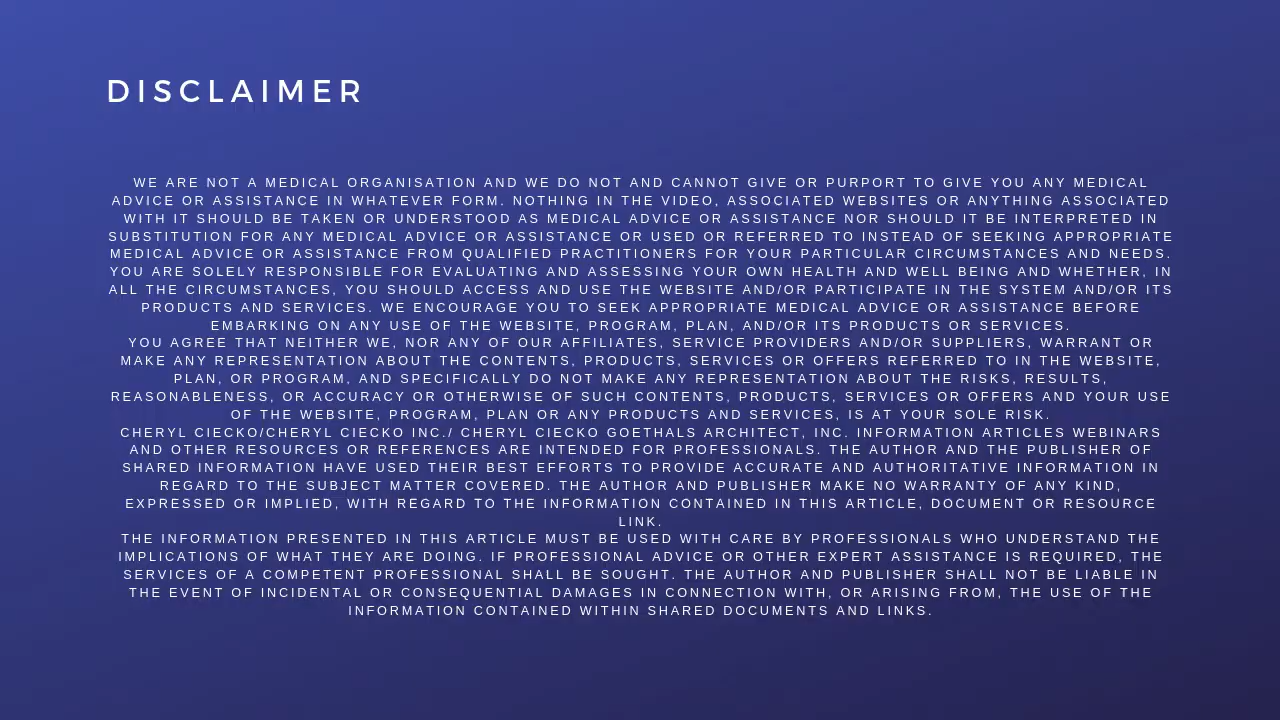 DISCLAIMER
WE ARE NOT A MEDICAL ORGANISATION AND WE DO NOT AND CANNOT GIVE OR PURPORT TO GIVE YOU ANY MEDICAL
ADVICE OR ASSISTANCE IN WHATEVER FORM. NOTHING IN THE VIDEO, ASSOCIATED WEBSITES OR ANYTHING ASSOCIATED
WITH IT SHOULD BE TAKEN OR UNDERSTOOD AS MEDICAL ADVICE OR ASSISTANCE NOR SHOULD IT BE INTERPRETED IN
SUBSTITUTION FOR ANY MEDICAL ADVICE OR ASSISTANCE OR USED OR REFERRED TO INSTEAD OF SEEKING APPROPRIATE
MEDICAL ADVICE OR ASSISTANCE FROM QUALIFIED PRACTITIONERS FOR YOUR PARTICULAR CIRCUMSTANCES AND NEEDS.
YOU ARE SOLELY RESPONSIBLE FOR EVALUATING AND ASSESSING YOUR OWN HEALTH AND WELL BEING AND WHETHER, IN
ALL THE CIRCUMSTANCES, YOU SHOULD ACCESS AND USE THE WEBSITE AND/OR PARTICIPATE IN THE SYSTEM AND/OR ITS
PRODUCTS AND SERVICES. WE ENCOURAGE YOU TO SEEK APPROPRIATE MEDICAL ADVICE OR ASSISTANCE BEFORE
EMBARKING ON ANY USE OF THE WEBSITE, PROGRAM, PLAN, AND/OR ITS PRODUCTS OR SERVICES.
YOU AGREE THAT NEITHER WE, NOR ANY OF OUR AFFILIATES, SERVICE PROVIDERS AND/OR SUPPLIERS, WARRANT OR
MAKE ANY REPRESENTATION ABOUT THE CONTENTS, PRODUCTS, SERVICES OR OFFERS REFERRED TO IN THE WEBSITE,
PLAN, OR PROGRAM, AND SPECIFICALLY DO NOT MAKE ANY REPRESENTATION ABOUT THE RISKS, RESULTS,
REASONABLENESS, OR ACCURACY OR OTHERWISE OF SUCH CONTENTS, PRODUCTS, SERVICES OR OFFERS AND YOUR USE
OF THE WEBSITE, PROGRAM, PLAN OR ANY PRODUCTS AND SERVICES, IS AT YOUR SOLE RISK.
CHERYL CIECKO/CHERYL CIECKO INC./ CHERYL CIECKO GOETHALS ARCHITECT, INC. INFORMATION ARTICLES WEBINARS
AND OTHER RESOURCES OR REFERENCES ARE INTENDED FOR PROFESSIONALS. THE AUTHOR AND THE PUBLISHER OF
SHARED INFORMATION HAVE USED THEIR BEST EFFORTS TO PROVIDE ACCURATE AND AUTHORITATIVE INFORMATION IN
REGARD TO THE SUBJECT MATTER COVERED. THE AUTHOR AND PUBLISHER MAKE NO WARRANTY OF ANY KIND,
EXPRESSED OR IMPLIED, WITH REGARD TO THE INFORMATION CONTAINED IN THIS ARTICLE, DOCUMENT OR RESOURCE
LINK.
THE INFORMATION PRESENTED IN THIS ARTICLE MUST BE USED WITH CARE BY PROFESSIONALS WHO UNDERSTAND THE
IMPLICATIONS OF WHAT THEY ARE DOING. IF PROFESSIONAL ADVICE OR OTHER EXPERT ASSISTANCE IS REQUIRED, THE
SERVICES OF A COMPETENT PROFESSIONAL SHALL BE SOUGHT. THE AUTHOR AND PUBLISHER SHALL NOT BE LIABLE IN
THE EVENT OF INCIDENTAL OR CONSEQUENTIAL DAMAGES IN CONNECTION WITH, OR ARISING FROM, THE USE OF THE
INFORMATION CONTAINED WITHIN SHARED DOCUMENTS AND LINKS.